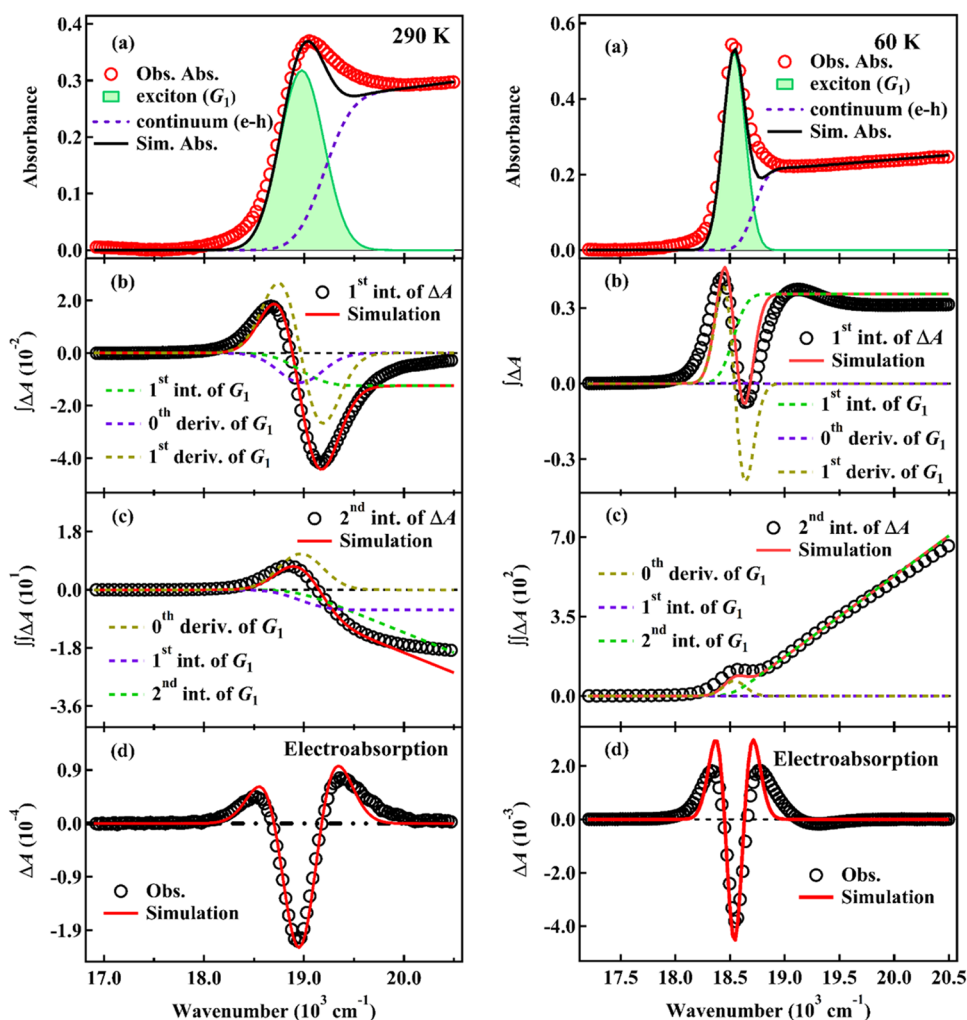 (a)
290 K
Obs. Abs.
exciton (G1)
continuum (e-h)
Sim. Abs.
Absorbance
0.4
0.3
0.2
0.1
0.0
(b)
1st int. of ΔA
Simulation
1st int. of G1
0th deriv. of G1
1st deriv. of G1
∫ΔA (10-2)
2.0
0.0
-2.0
-4.0
(c)
2nd int. of ΔA
Simulation
0th deriv. of G1
1st int. of G1
2nd int. of G1
∫∫ΔA (101)
1.8
0.0
-1.8
-3.6
(d)
Electroabsorption
Obs.
Simulation
ΔA (10-4)
0.9
0.0
-0.9
-1.9
17.0
18.0
19.0
20.0
Wavenumber (103 cm-1)
(a)
60 K
Obs. Abs.
exciton (G1)
continuum (e-h)
Sim. Abs.
Absorbance
0.6
0.4
0.2
0.0
(b)
1st int. of ΔA
Simulation
1st int. of G1
0th deriv. of G1
1st deriv. of G1
∫ΔA
0.3
0.0
-0.3
(c)
2nd int. of ΔA
Simulation
0th deriv. of G1
1st int. of G1
2nd int. of G1
∫∫ΔA (102)
7.0
3.5
0.0
(d)
Electroabsorption
Obs.
Simulation
ΔA (10-3)
2.0
0.0
-2.0
-4.0
17.5
18.0
18.5
19.0
19.5
20.0
20.5
Wavenumber (103 cm-1)